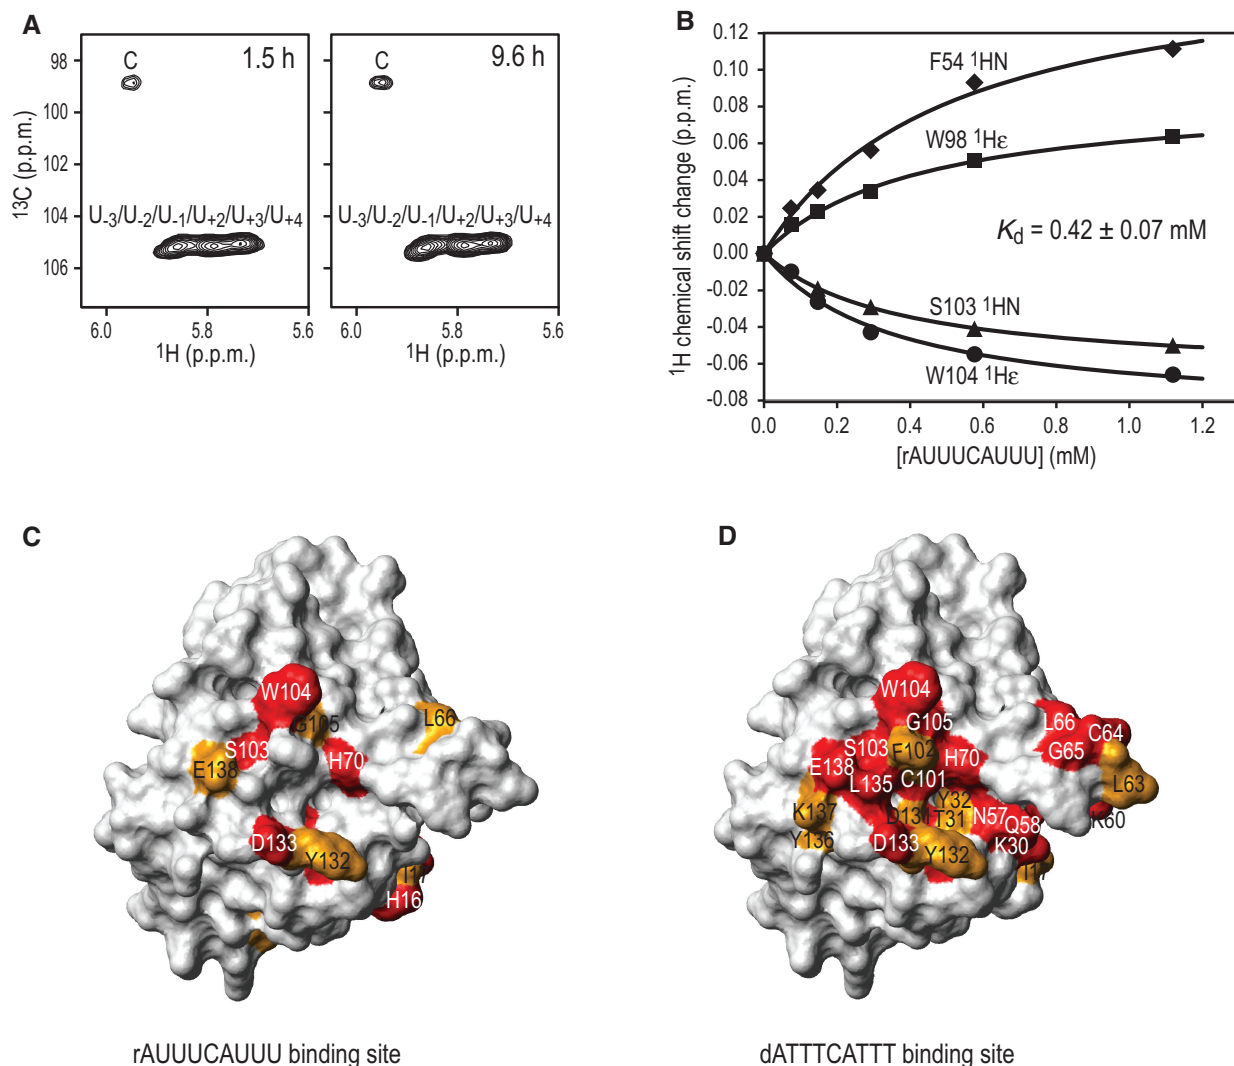 A
1.5 h
C
U-3/U-2/U-1/U+2/U+3/U+4
98
100
102
104
106
13C (p.p.m.)
6.0
5.8
5.6
1H (p.p.m.)
9.6 h
C
U-3/U-2/U-1/U+2/U+3/U+4
6.0
5.8
5.6
1H (p.p.m.)
B
0.12
0.10
0.08
0.06
0.04
0.02
0.00
-0.02
-0.04
-0.06
-0.08
1H chemical shift change (p.p.m.)
F54 1HN
W98 1Hε
Kd = 0.42 ± 0.07 mM
S103 1HN
W104 1Hε
0.0
0.2
0.4
0.6
0.8
1.0
1.2
[rAUUUCAUUU] (mM)
C
W104
G105
L66
S103
H70
E138
D133
Y132
I17
H16
rAUUUCAUUU binding site
D
W104
G105
L66
C64
S103
F102
H70
G65
E138
L135
C101
L63
K137
D131
Y32
T31
N57
Q58
K60
Y136
D133
Y132
K30
I17
dATTTCATTT binding site